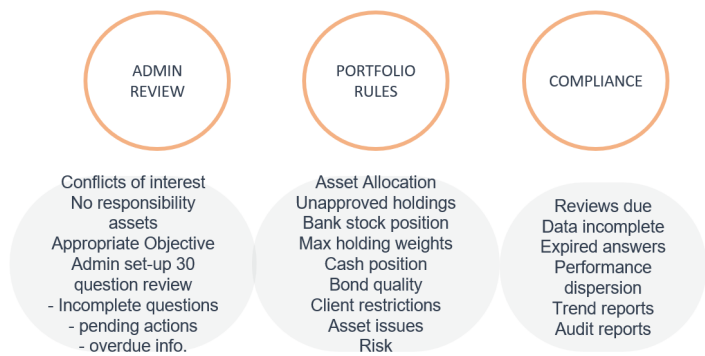 ADMIN
REVIEW
PORTFOLIO
RULES
COMPLIANCE
Conflicts of interest
No responsibility
assets
Appropriate Objective
Admin set-up 30
question review
- Incomplete questions
- pending actions
- overdue info.
Asset Allocation
Unapproved holdings
Bank stock position
Max holding weights
Cash position
Bond quality
Client restrictions
Asset issues
Risk
Reviews due
Data incomplete
Expired answers
Performance
dispersion
Trend reports
Audit reports